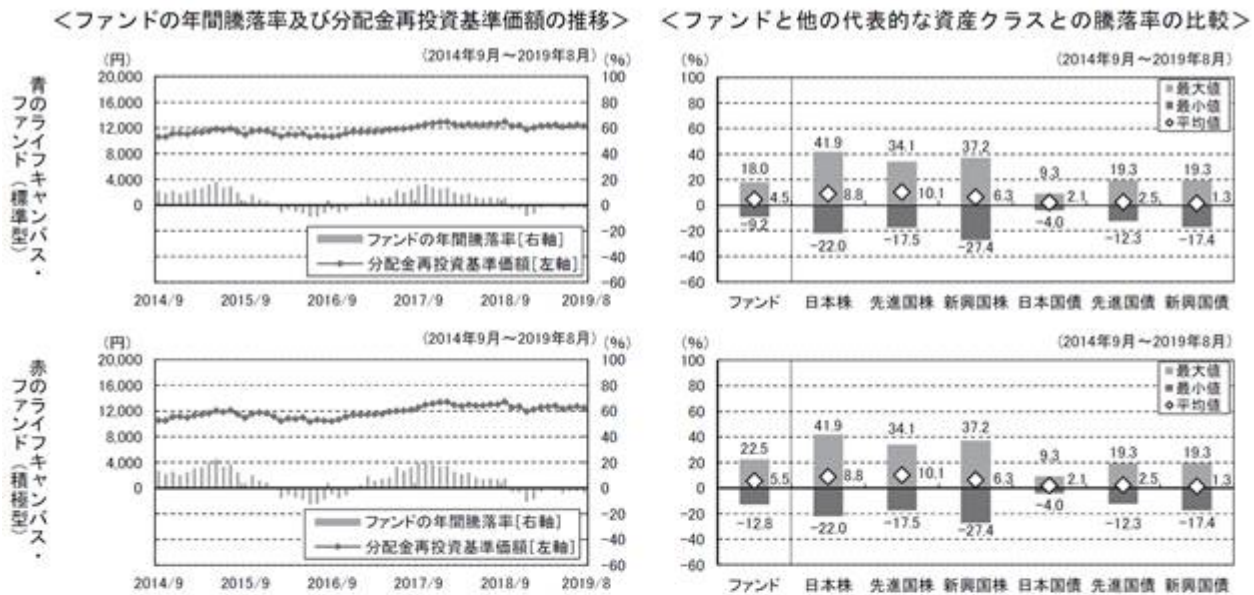 ＜ファンドの年間騰落率及び分配金再投資基準価額の推移＞
＜ファンドと他の代表的な資産クラスとの騰落率の比較＞
青のライフキャンバス・
ファンド（標準型）
(円)
(2014年9月～2019年8月)
(%)
20,000
16,000
12,000
8,000
4,000
0
100
80
60
40
20
0
-20
-40
-60
ファンドの年間騰落率[右軸]
分配金再投資基準価額[左軸]
2014/9 2015/9 2016/9 2017/9 2018/9 2019/8
(%)
(2014年9月～2019年8月)
100
80
60
40
20
0
-20
-40
-60
最大値
最小値
平均値
18.0 41.9 34.1 37.2 9.3 19.3 19.3
4.5 8.8 10.1 6.3 2.1 2.5 1.3
-9.2 -22.0 -17.5 -27.4 -4.0 -12.3 -17.4
ファンド 日本株 先進国株 新興国株 日本国債 先進国債 新興国債
赤のライフキャンバス・
ファンド（積極型）
(円)
(2014年9月～2019年8月)
(%)
20,000
16,000
12,000
8,000
4,000
0
100
80
60
40
20
0
-20
-40
-60
ファンドの年間騰落率[右軸]
分配金再投資基準価額[左軸]
2014/9 2015/9 2016/9 2017/9 2018/9 2019/8
(%)
(2014年9月～2019年8月)
100
80
60
40
20
0
-20
-40
-60
最大値
最小値
平均値
22.5 41.9 34.1 37.2 9.3 19.3 19.3
5.5 8.8 10.1 6.3 2.1 2.5 1.3
-12.8 -22.0 -17.5 -27.4 -4.0 -12.3 -17.4
ファンド 日本株 先進国株 新興国株 日本国債 先進国債 新興国債